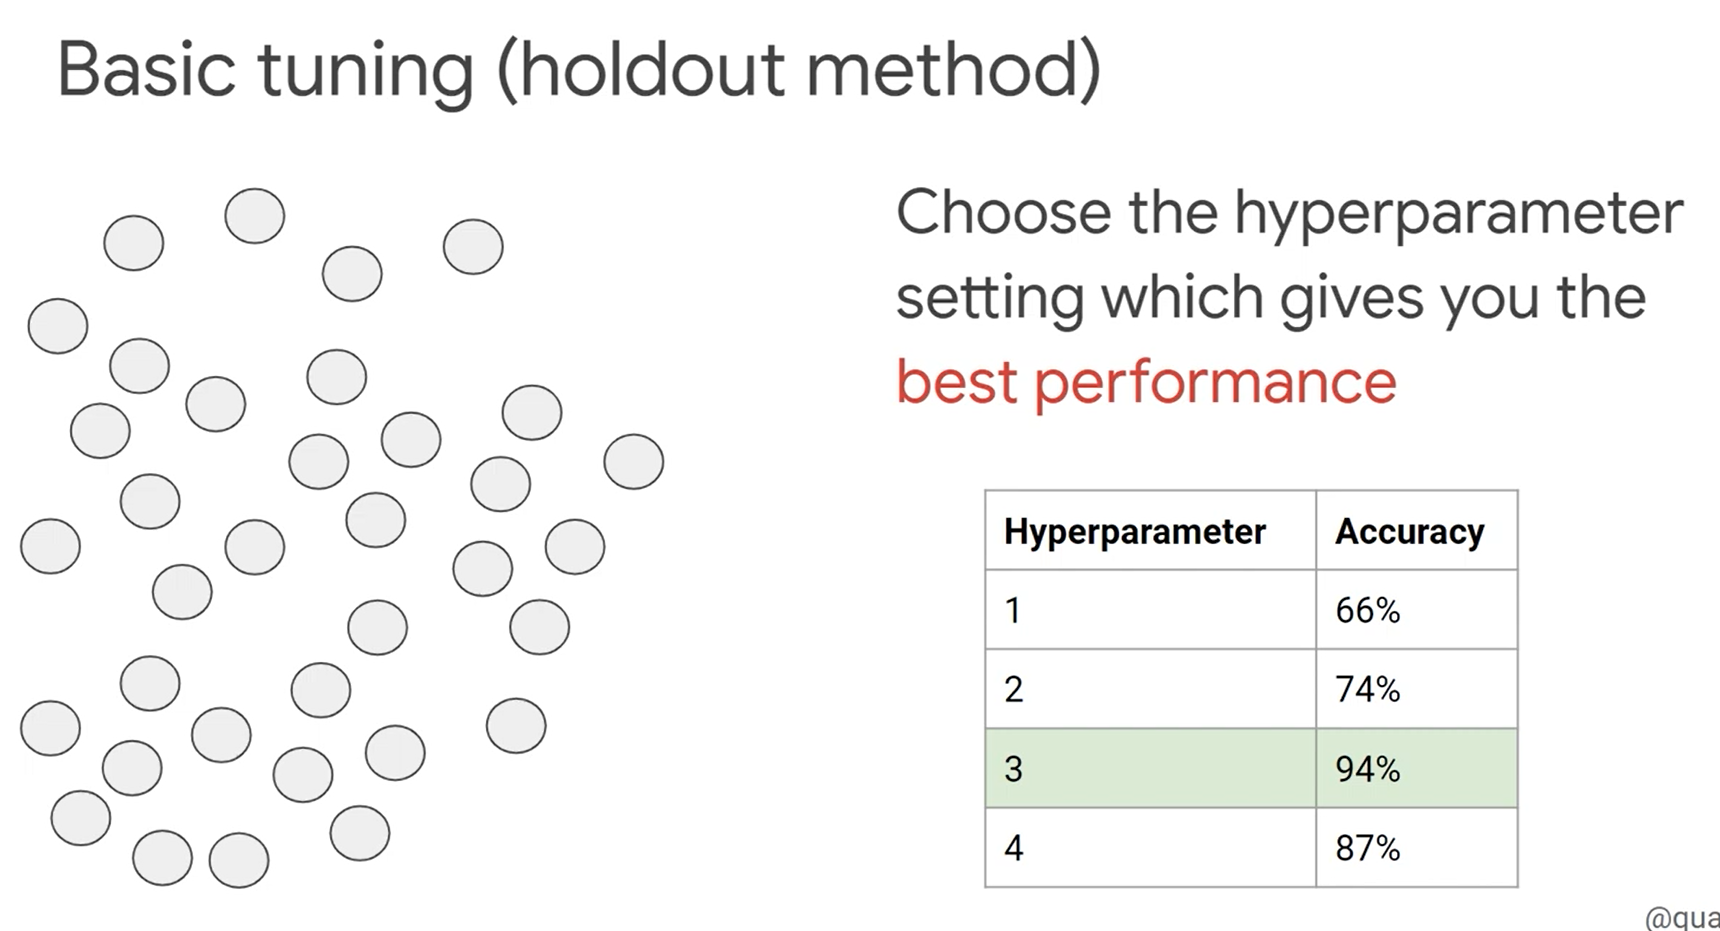 Basic tuning (holdout method)
Choose the hyperparameter
setting which gives you the
best performance
Hyperparameter Accuracy
1 66%
2 74%
3 94%
4 87%
@qua